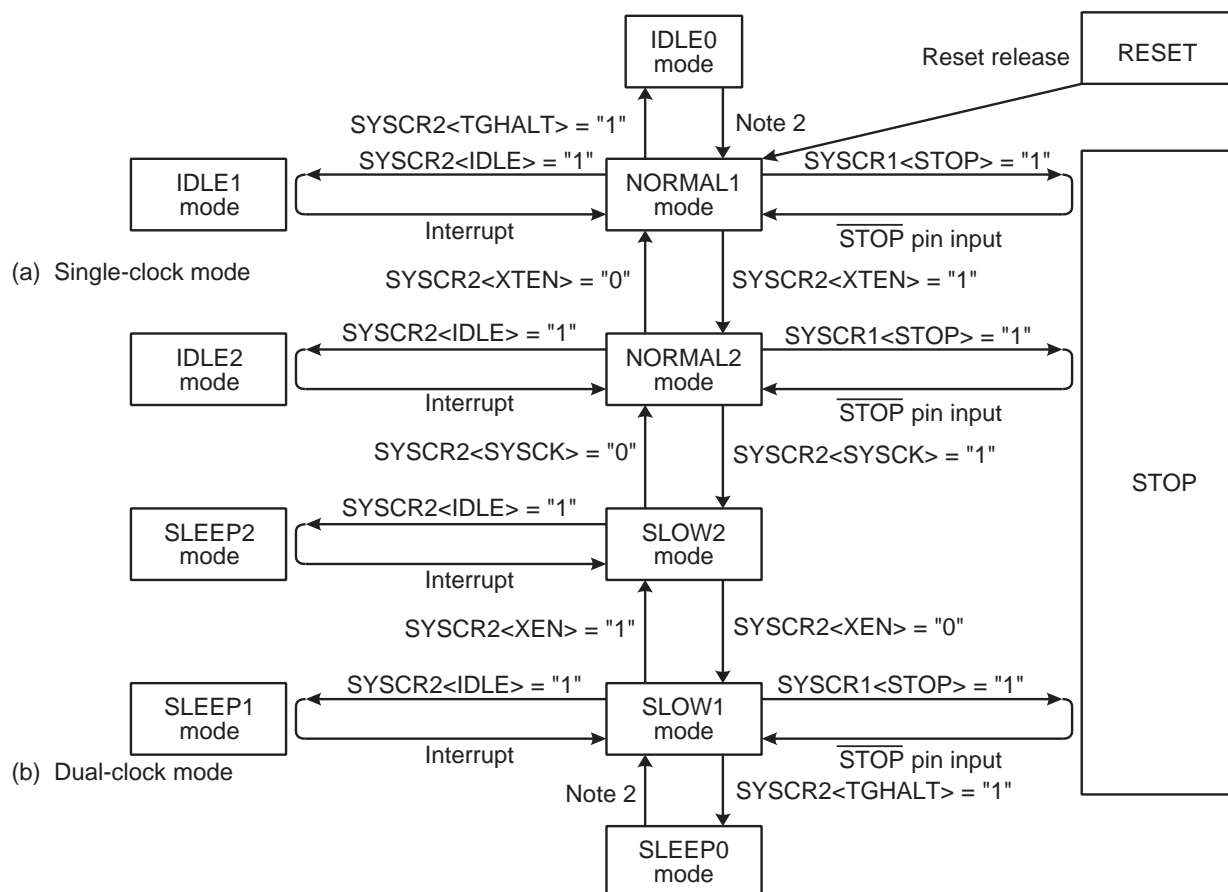 IDLE0
mode
Reset release
RESET
SYSCR2<TGHALT> = "1"
Note 2
SYSCR2<IDLE> = "1"
SYSCR1<STOP> = "1"
IDLE1
mode
NORMAL1
mode
Interrupt
STOP pin input
(a) Single-clock mode
SYSCR2<XTEN> = "0"
SYSCR2<XTEN> = "1"
SYSCR2<IDLE> = "1"
SYSCR1<STOP> = "1"
IDLE2
mode
NORMAL2
mode
Interrupt
STOP pin input
SYSCR2<SYSCK> = "0"
SYSCR2<SYSCK> = "1"
STOP
SYSCR2<IDLE> = "1"
SLEEP2
mode
SLOW2
mode
Interrupt
SYSCR2<XEN> = "1"
SYSCR2<XEN> = "0"
SYSCR2<IDLE> = "1"
SYSCR1<STOP> = "1"
SLEEP1
mode
SLOW1
mode
Interrupt
STOP pin input
(b) Dual-clock mode
Note 2
SYSCR2<TGHALT> = "1"
SLEEP0
mode